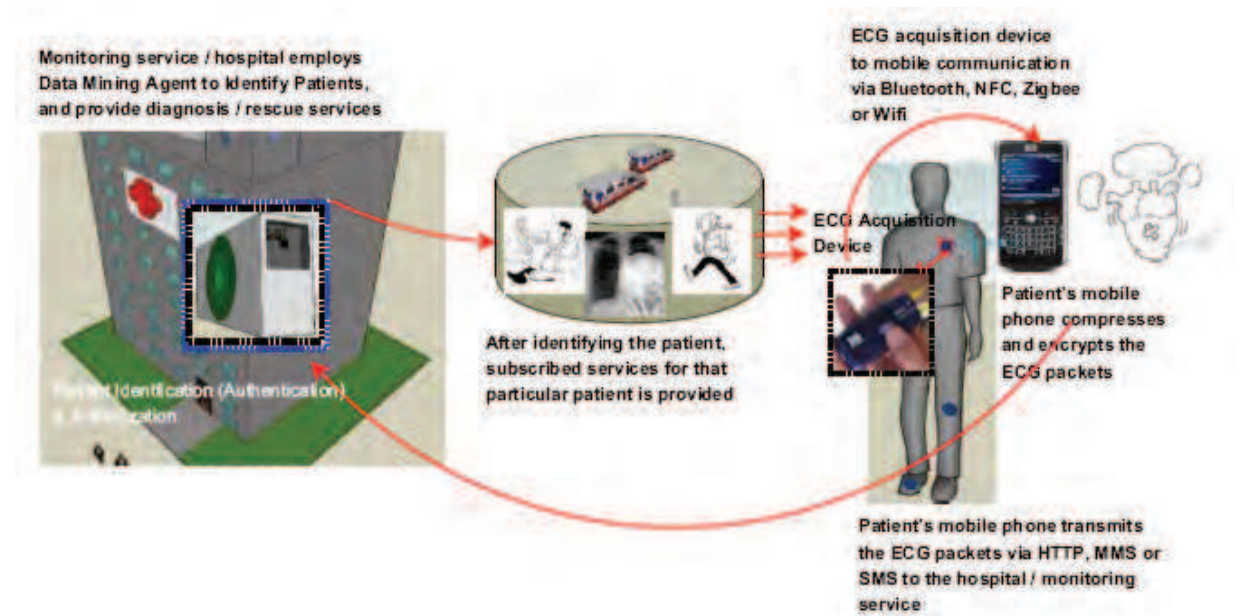 Monitoring service / hospital employs
Data Mining Agent to Identify Patients,
and provide diagnosis / rescue services
Patient Identification (Authentication)
& Authorization
After identifying the patient,
subscribed services for that
particular patient is provided
ECG acquisition device
to mobile communication
via Bluetooth, NFC, Zigbee
or Wifi
ECG Acquisition
Device
Patient's mobile
phone compresses
and encrypts the
ECG packets
Patient's mobile phone transmits
the ECG packets via HTTP, MMS or
SMS to the hospital / monitoring
service